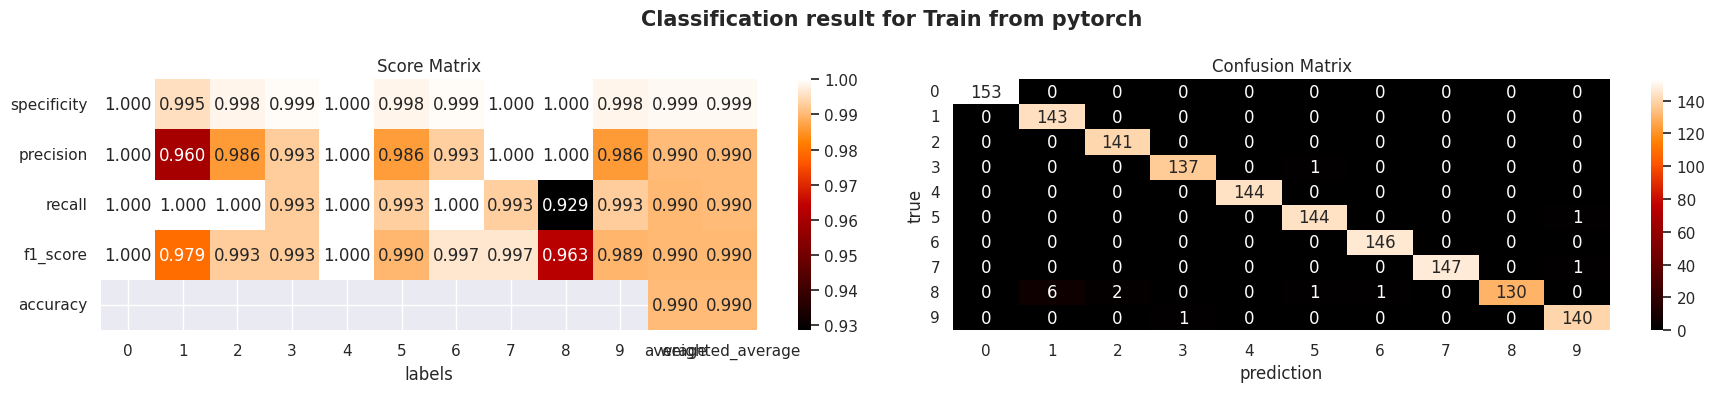 Classification result for Train from pytorch
Score Matrix
specificity 1.000 0.995 0.998 0.999 1.000 0.998 0.999 1.000 1.000 0.998 0.999 0.999
precision 1.000 0.960 0.986 0.993 1.000 0.986 0.993 1.000 1.000 0.986 0.990 0.990
recall 1.000 1.000 1.000 0.993 1.000 0.993 1.000 0.993 0.929 0.993 0.990 0.990
f1_score 1.000 0.979 0.993 0.993 1.000 0.990 0.997 0.997 0.963 0.989 0.990 0.990
accuracy 0.990 0.990
0 1 2 3 4 5 6 7 8 9 average weighted_average
labels
1.00
0.99
0.98
0.97
0.96
0.95
0.94
0.93
Confusion Matrix
true
0 153 0 0 0 0 0 0 0 0 0
1 0 143 0 0 0 0 0 0 0 0
2 0 0 141 0 0 0 0 0 0 0
3 0 0 0 137 0 1 0 0 0 0
4 0 0 0 0 144 0 0 0 0 0
5 0 0 0 0 0 144 0 0 0 1
6 0 0 0 0 0 0 146 0 0 0
7 0 0 0 0 0 0 0 147 0 1
8 0 6 2 0 0 1 1 0 130 0
9 0 0 0 1 0 0 0 0 0 140
0 1 2 3 4 5 6 7 8 9
prediction
140
120
100
80
60
40
20
0